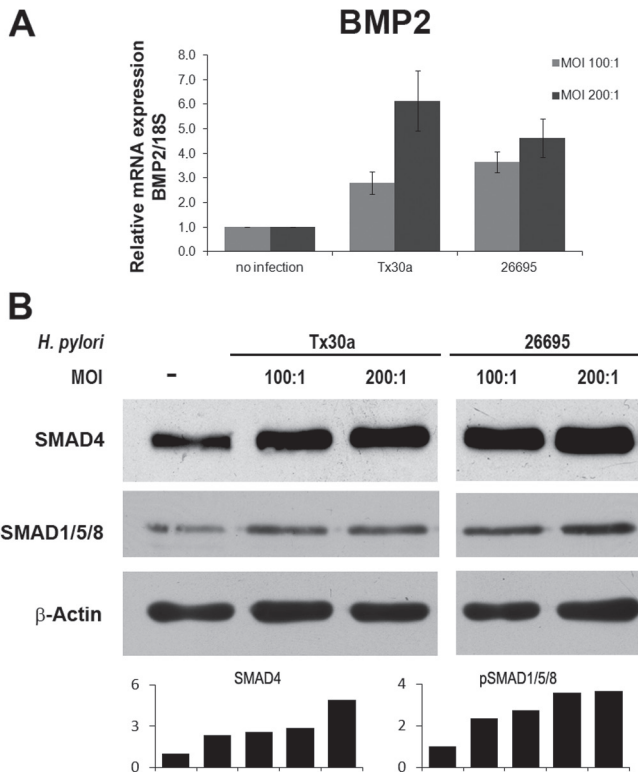 A
BMP2
Relative mRNA expression
BMP2/18S
8.0
7.0
6.0
5.0
4.0
3.0
2.0
1.0
0.0
MOI 100:1
MOI 200:1
no infection
Tx30a
26695
B
H. pylori
Tx30a
26695
MOI
-
100:1
200:1
100:1
200:1
SMAD4
SMAD1/5/8
β-Actin
SMAD4
6
3
0
pSMAD1/5/8
4
2
0